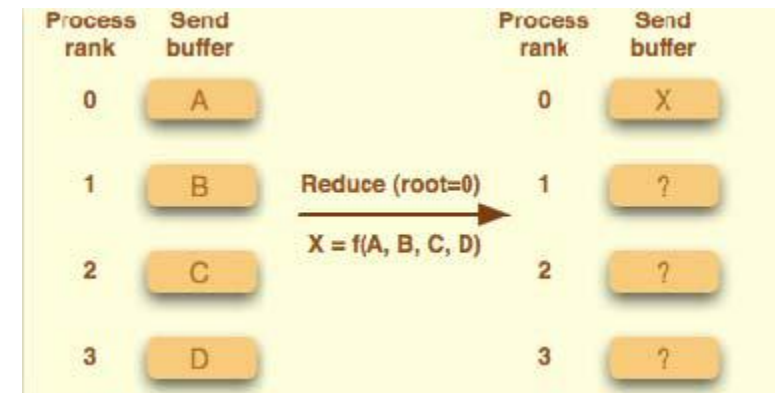 Process rank Send buffer Process rank Send buffer
0 A 0 X
1 B Reduce (root=0) 1 ?
X = f(A, B, C, D)
2 C 2 ?
3 D 3 ?